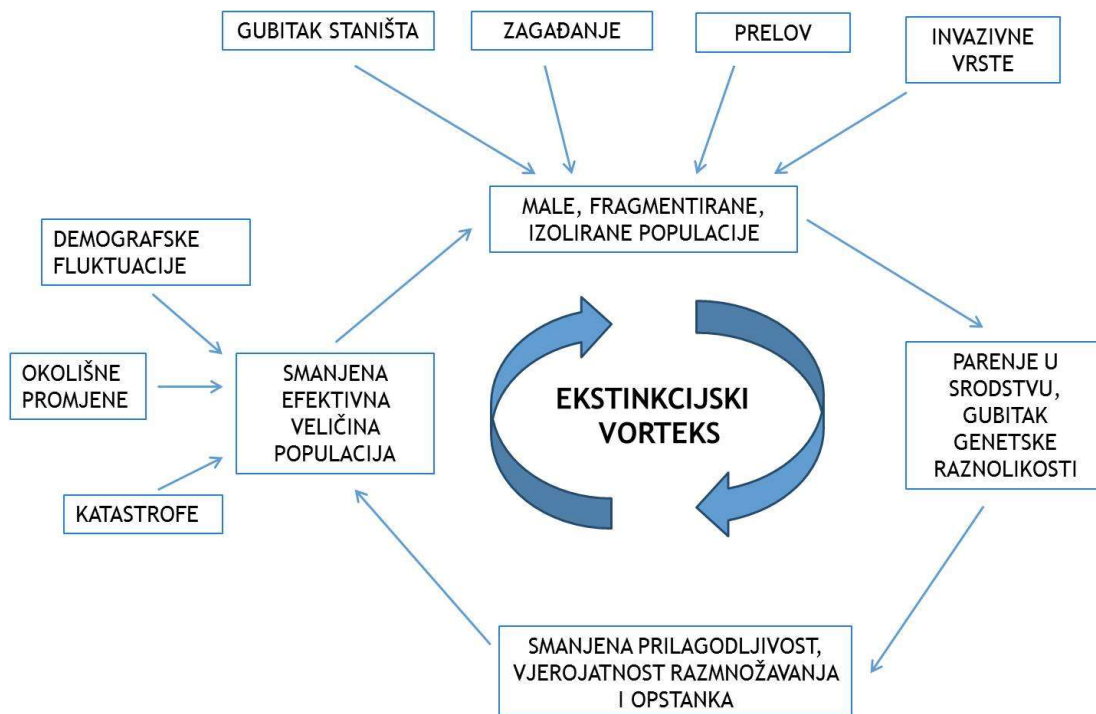 GUBITAK STANIŠTA
ZAGAĐANJE
PRELOV
INVAZIVNE
VRSTE
MALE, FRAGMENTIRANE,
IZOLIRANE POPULACIJE
DEMOGRAFSKE
FLUKTUACIJE
OKOLIŠNE
PROMJENE
KATASTROFE
SMANJENA
EFEKTIVNA
VELIČINA
POPULACIJA
EKSTINKCIJSKI
VORTEKS
PARENJE U
SRODSTVU,
GUBITAK
GENETSKE
RAZNOLIKOSTI
SMANJENA PRILAGODLJIVOST,
VJEROJATNOST RAZMNOŽAVANJA
I OPSTANKA